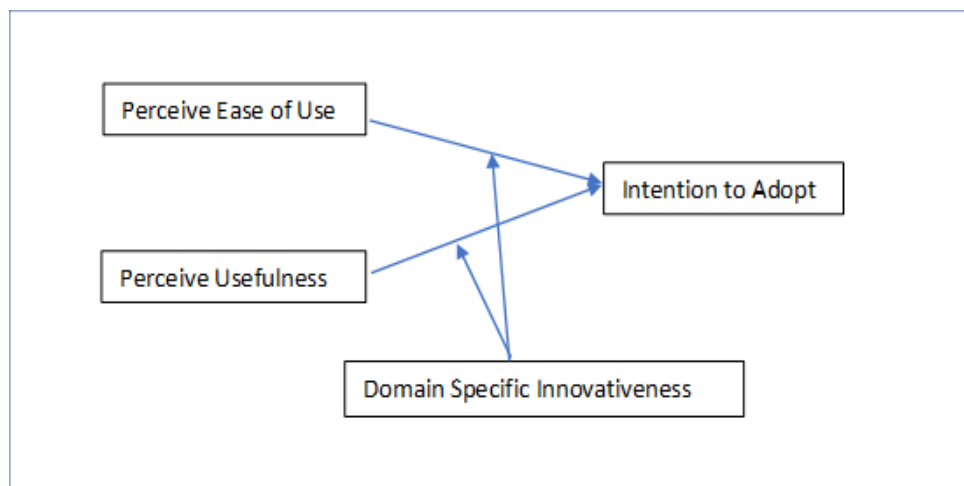 Perceive Ease of Use
Intention to Adopt
Perceive Usefulness
Domain Specific Innovativeness